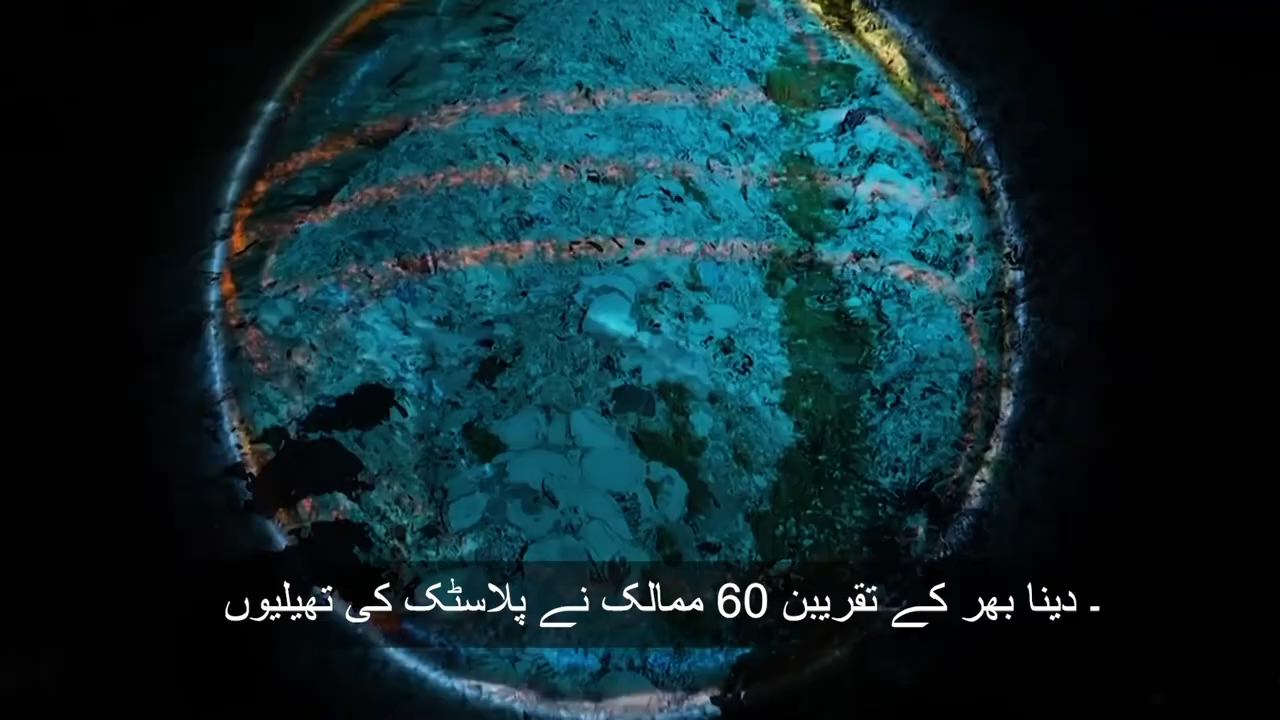 ۔ دینا بھر کے تقریبن 60 ممالک نے پلاسٹک کی تھیلیوں